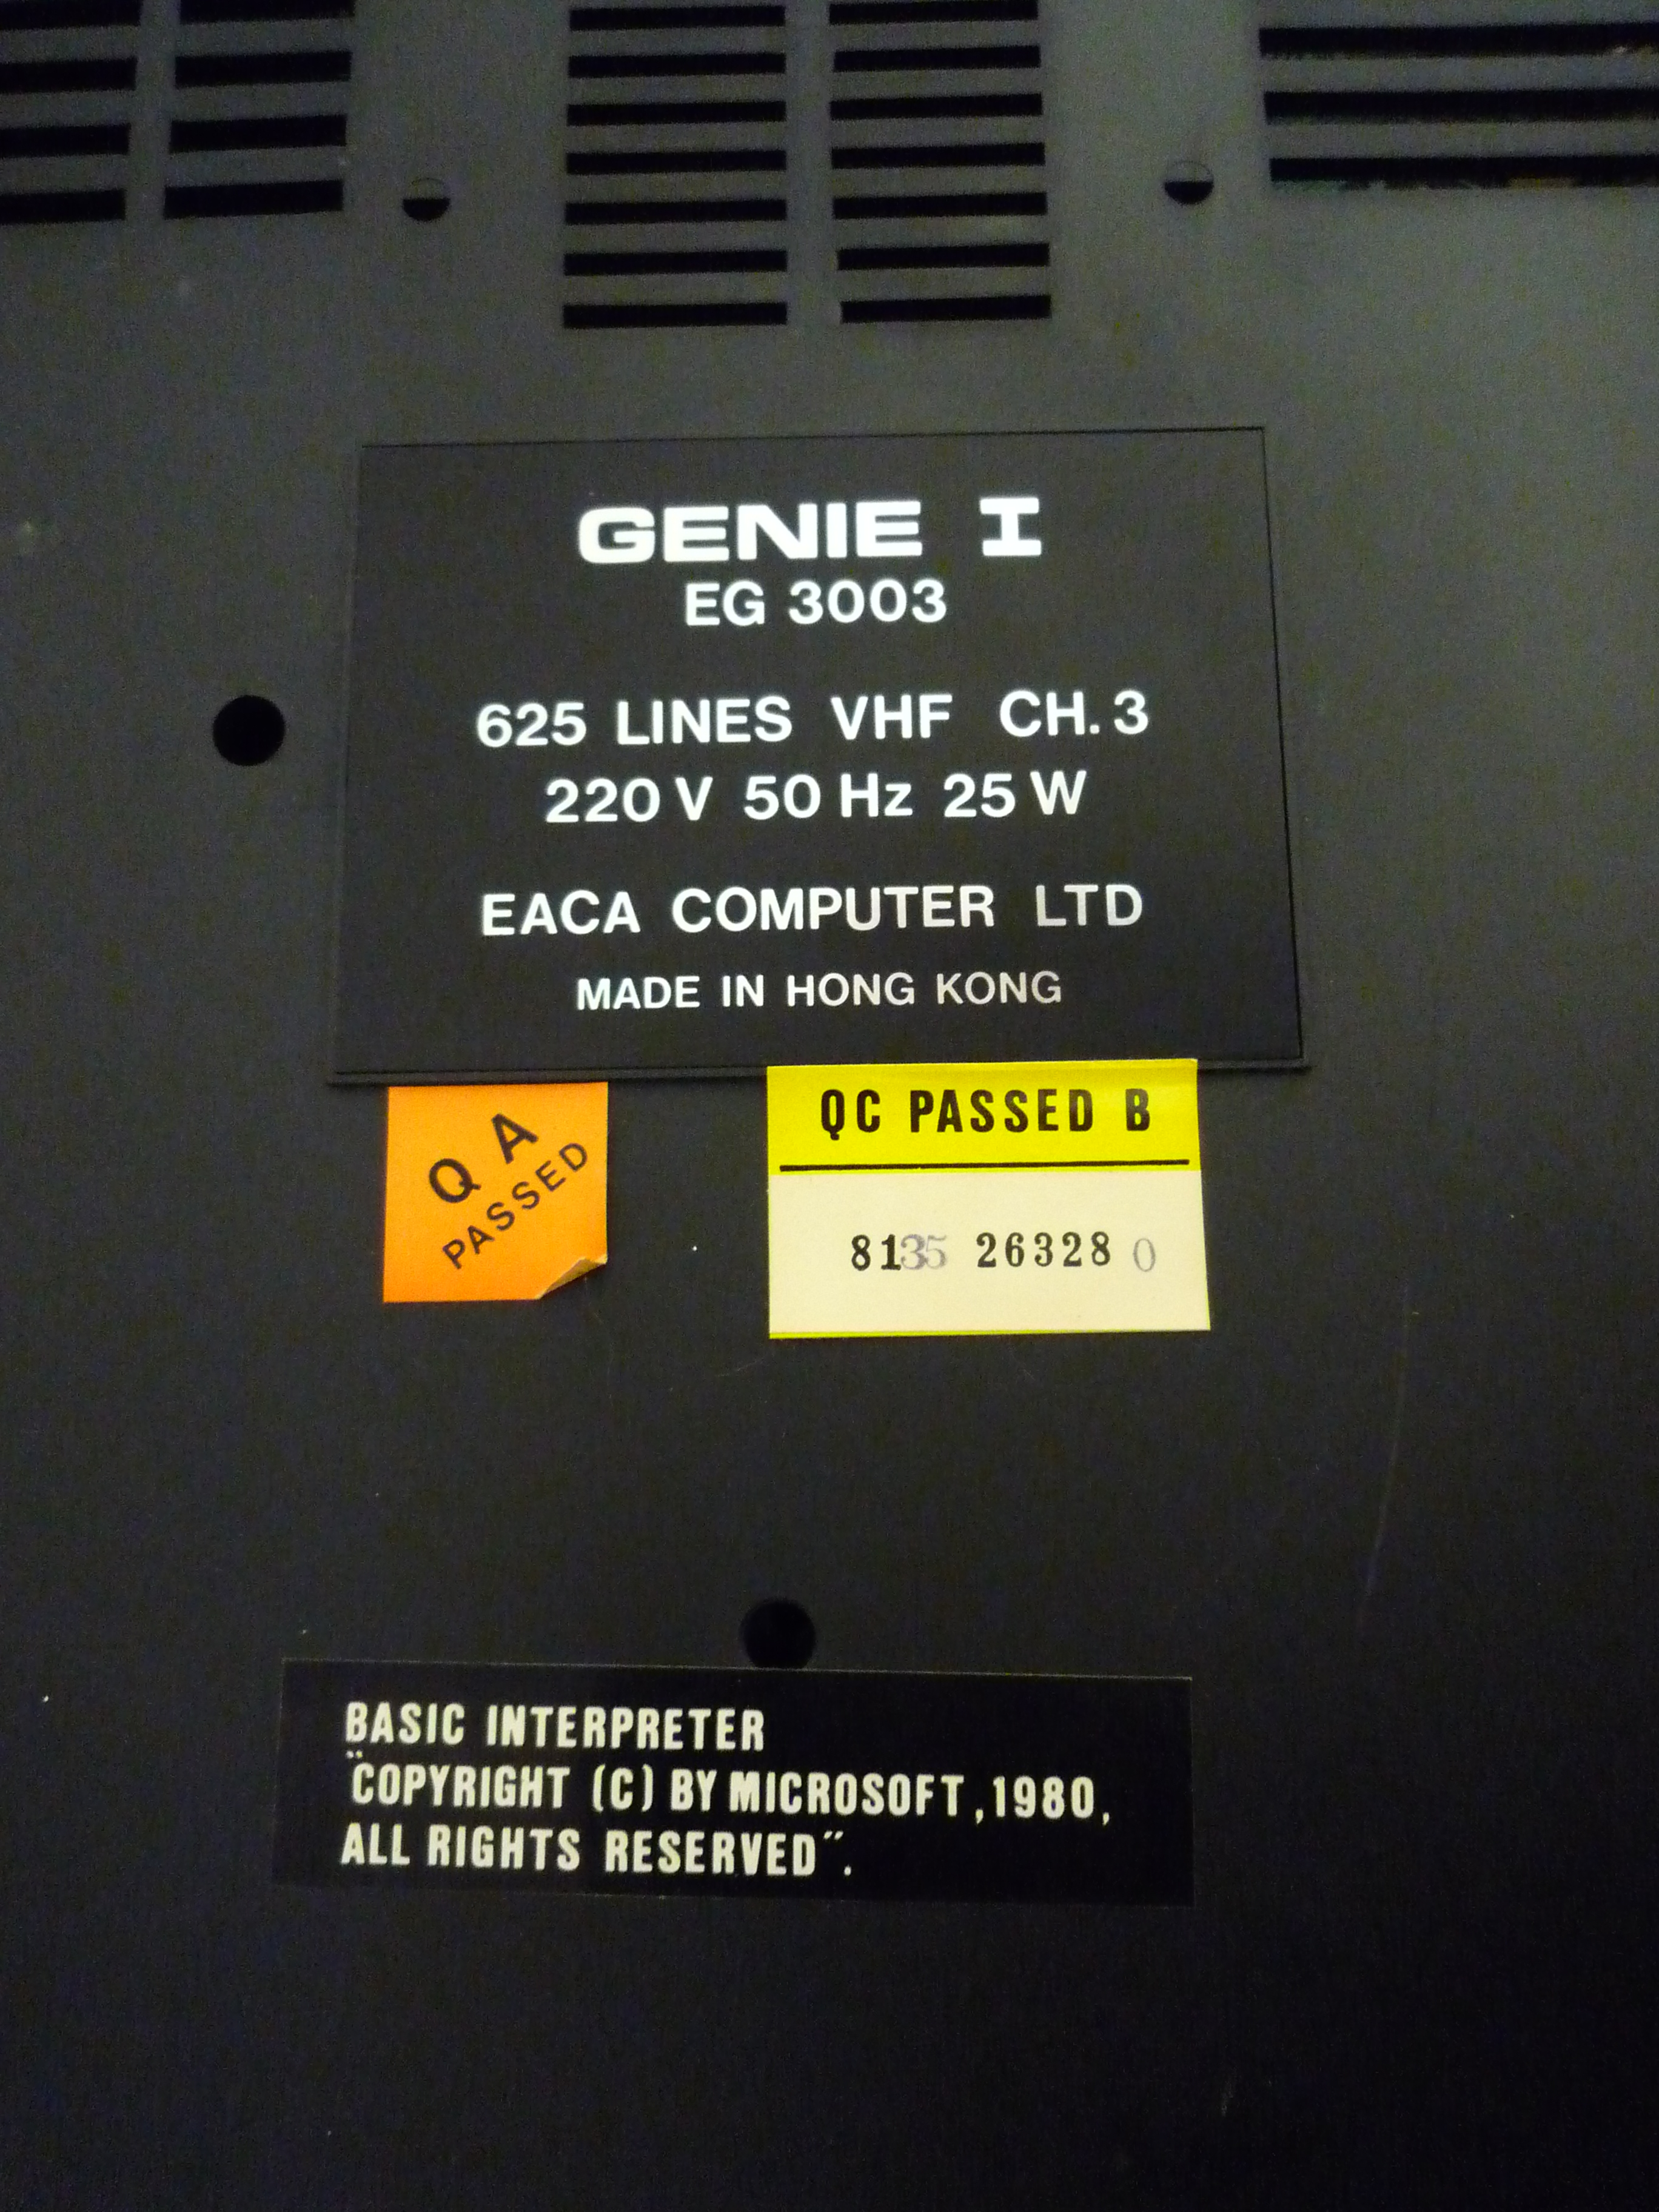 GENIE I
EG 3003
625 LINES VHF CH. 3
220 V 50 Hz 25 W
EACA COMPUTER LTD
MADE IN HONG KONG
Q A
PASSED
QC PASSED B
8135 26328 0
BASIC INTERPRETER
"COPYRIGHT (C) BY MICROSOFT, 1980,
ALL RIGHTS RESERVED".